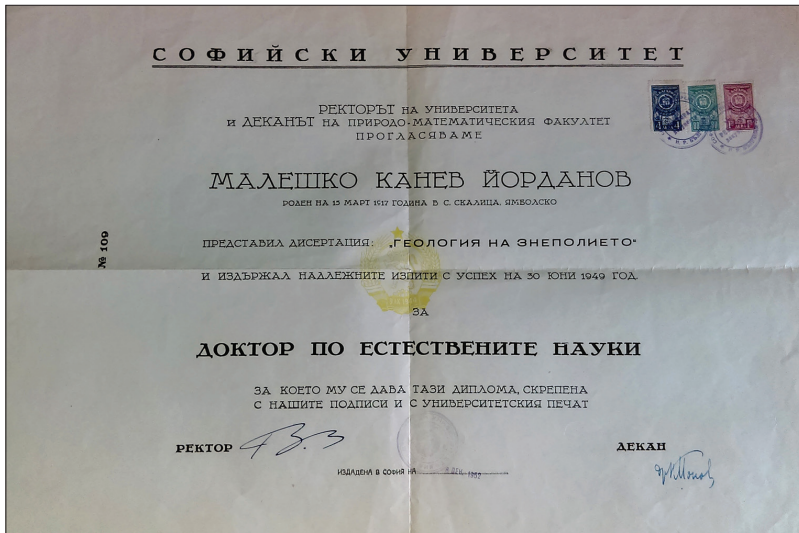 СОФИЙСКИ УНИВЕРСИТЕТ
РЕКТОРЪТ НА УНИВЕРСИТЕТА
И ДЕКАНЪТ НА ПРИРОДО-МАТЕМАТИЧЕСКИЯ ФАКУЛТЕТ
ПРОГЛАСЯВАМЕ
МАЛЕШКО КАНЕВ ЙОРДАНОВ
РОДЕН НА 15 МАРТ 1917 ГОДИНА В С. СКАЛИЦА, ЯМБОЛСКО
№ 109
ПРЕДСТАВИЛ ДИСЕРТАЦИЯ: „ГЕОЛОГИЯ НА ЗНЕПОЛИЕТО“
И ИЗДЪРЖАЛ НАДЛЕЖНИТЕ ИЗПИТИ С УСПЕХ НА 30 ЮНИ 1949 ГОД.
ЗА
ДОКТОР ПО ЕСТЕСТВЕНИТЕ НАУКИ
ЗА КОЕТО МУ СЕ ДАВА ТАЗИ ДИПЛОМА, СКРЕПЕНА
С НАШИТЕ ПОДПИСИ И С УНИВЕРСИТЕТСКИЯ ПЕЧАТ
РЕКТОР
ДЕКАН
ИЗДАДЕНА В СОФИЯ НА ДЕК. 1952